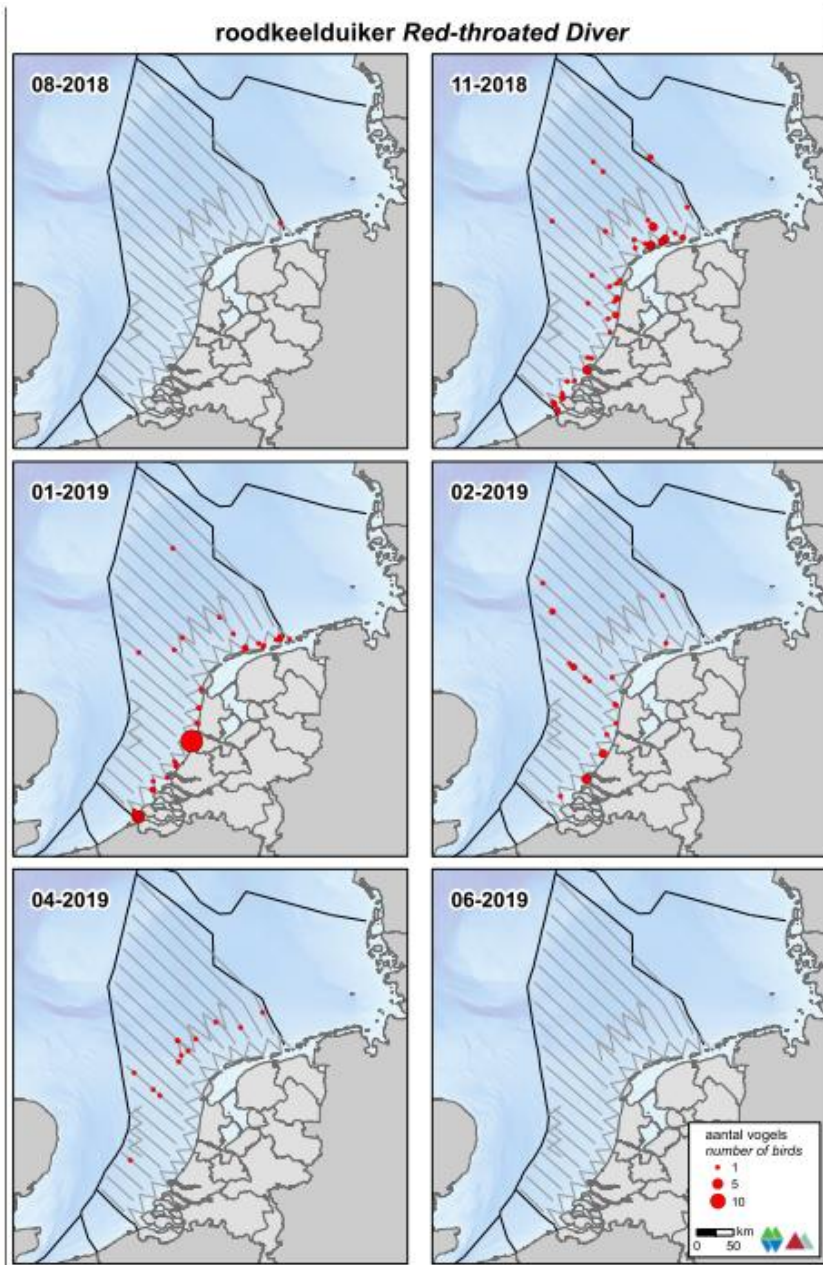 roodkeelduiker Red-throated Diver
08-2018
11-2018
01-2019
02-2019
04-2019
06-2019
aantal vogels
number of birds
1
5
10
km
0 50